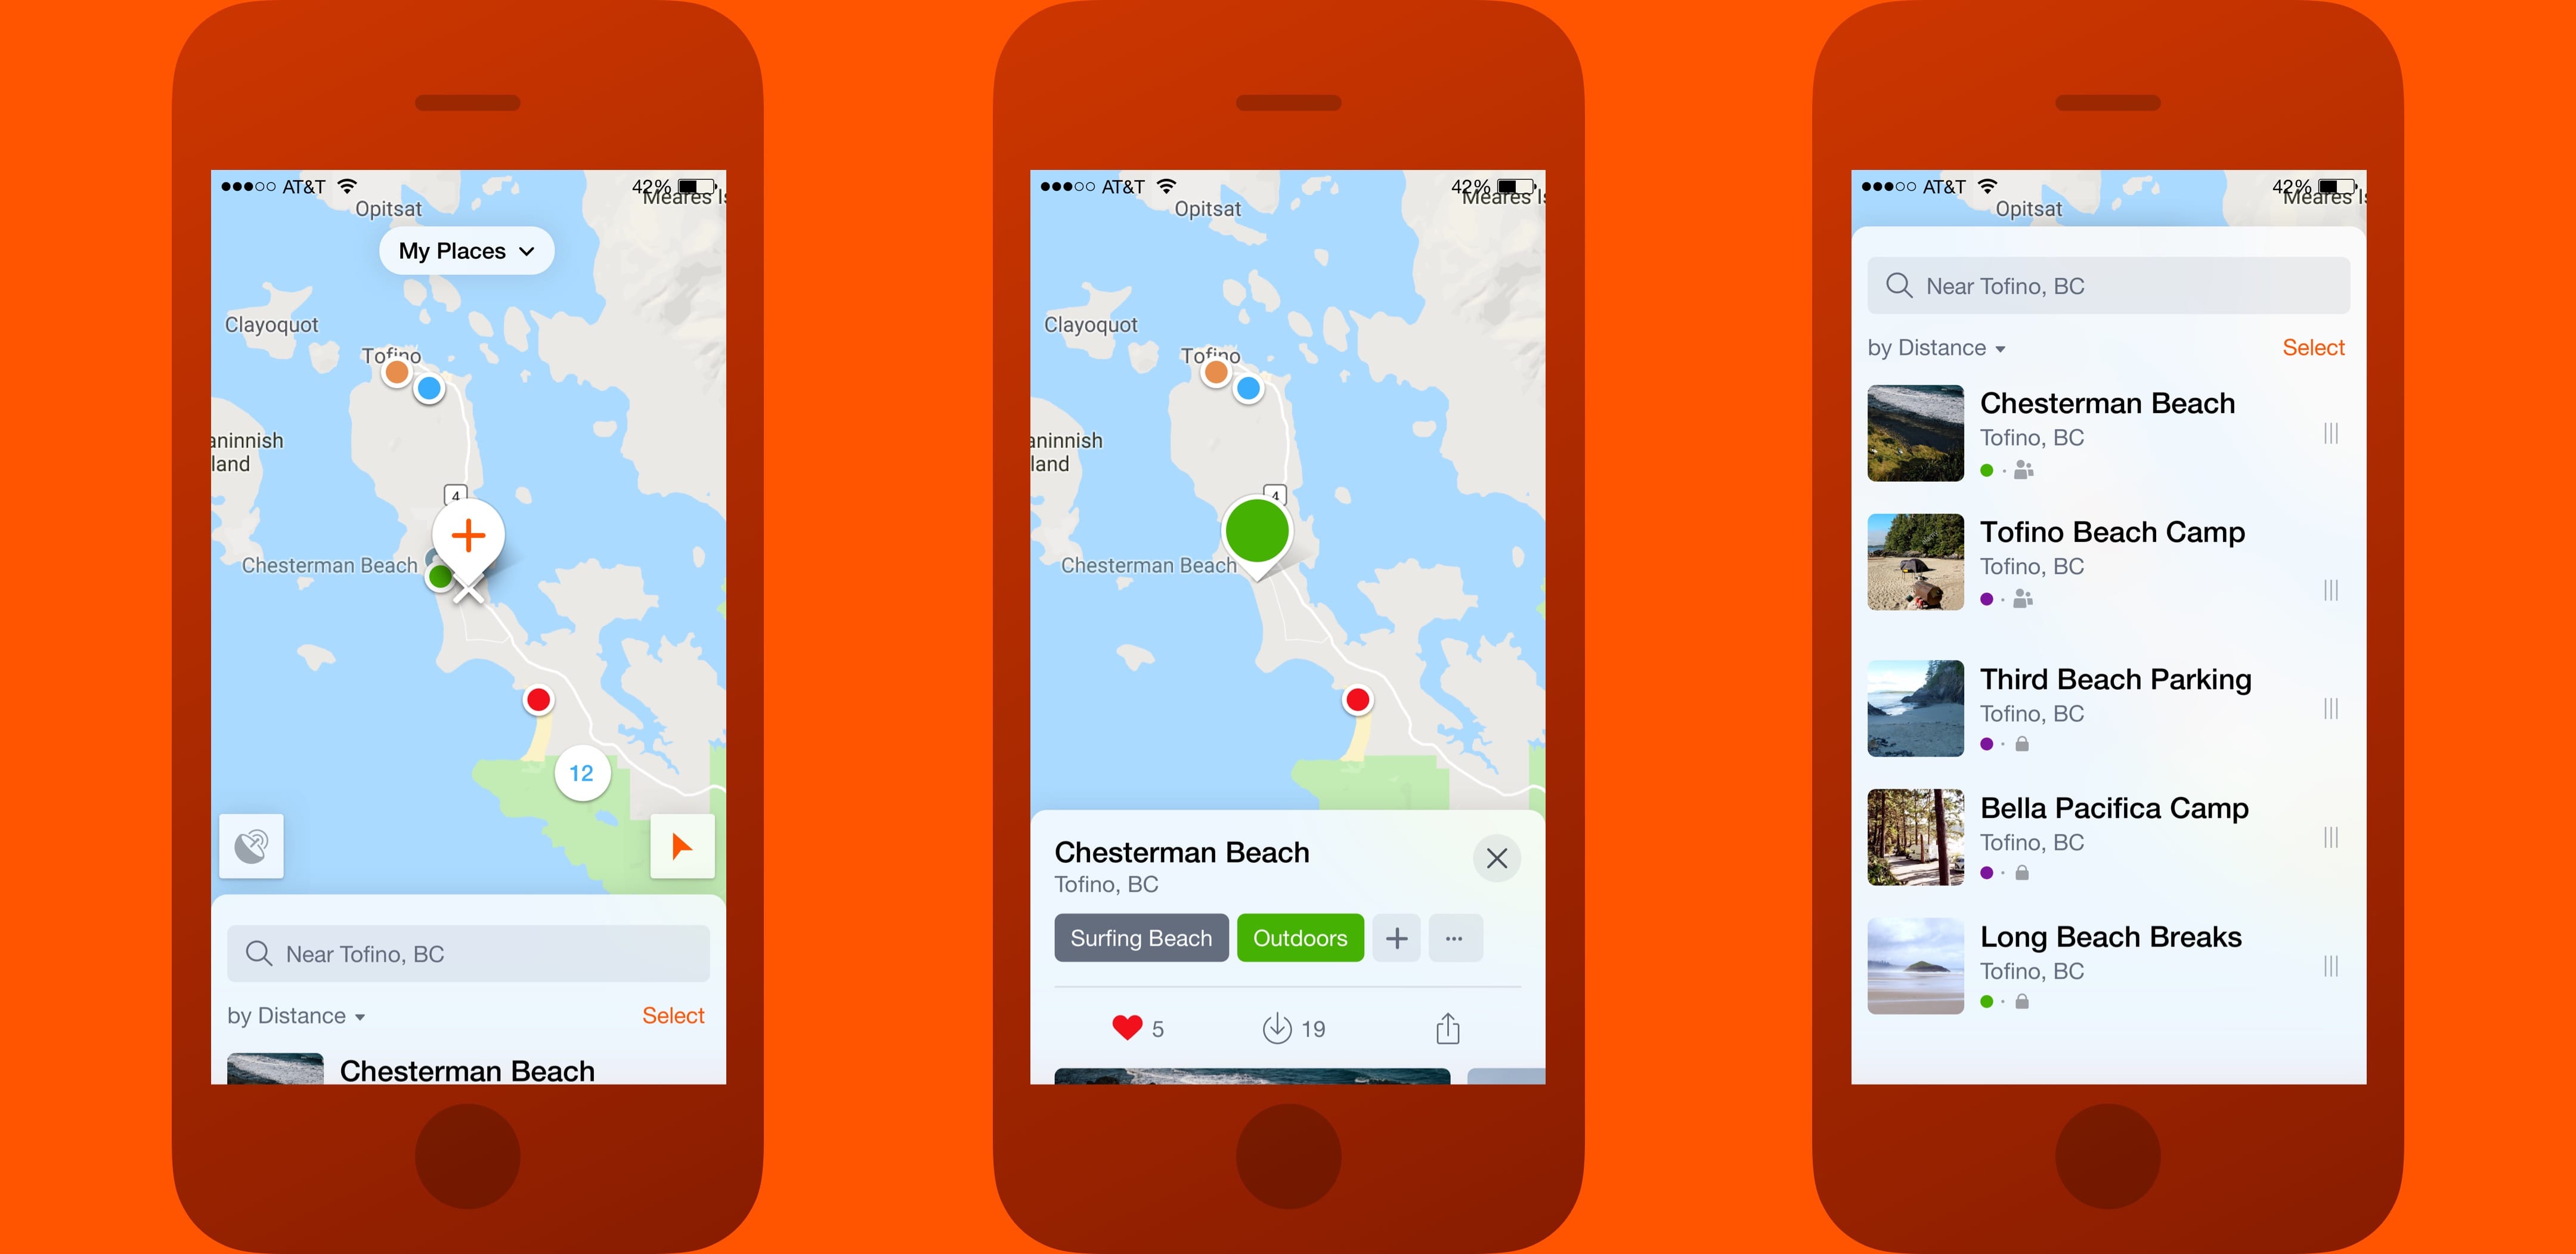 AT&T
42%
Meares Is
Opitsat
My Places
Clayoquot
Tofino
aninnish
land
4
Chesterman Beach
12
Near Tofino, BC
by Distance
Select
Chesterman Beach
AT&T
42%
Meares Is
Opitsat
Clayoquot
Tofino
aninnish
land
4
Chesterman Beach
Chesterman Beach
Tofino, BC
Surfing Beach
Outdoors
5
19
AT&T
42%
Meares Is
Opitsat
Near Tofino, BC
by Distance
Select
Chesterman Beach
Tofino, BC
Tofino Beach Camp
Tofino, BC
Third Beach Parking
Tofino, BC
Bella Pacifica Camp
Tofino, BC
Long Beach Breaks
Tofino, BC